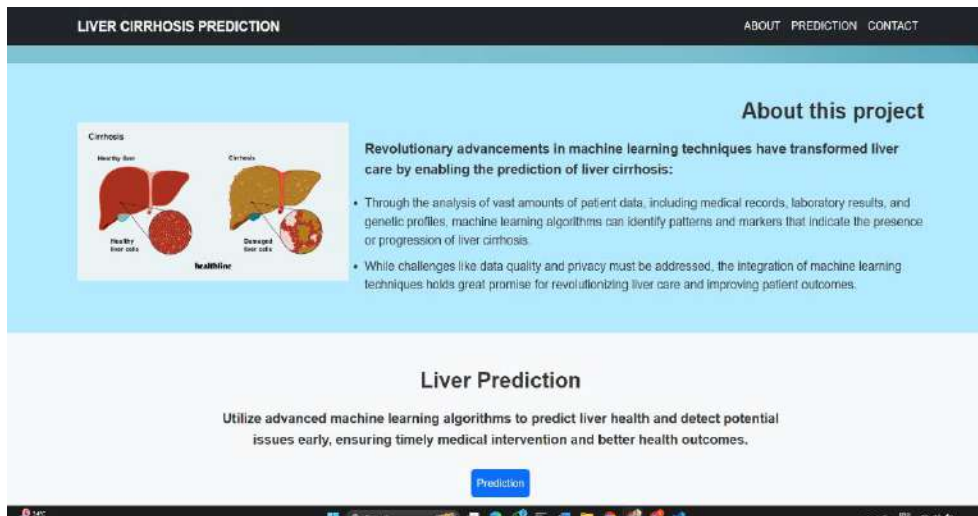 LIVER CIRRHOSIS PREDICTION
ABOUT PREDICTION CONTACT
About this project
Cirrhosis
Healthy liver
Cirrhosis
Healthy
liver cells
Damaged
liver cells
healthline
Revolutionary advancements in machine learning techniques have transformed liver
care by enabling the prediction of liver cirrhosis:
• Through the analysis of vast amounts of patient data, including medical records, laboratory results, and
genetic profiles, machine learning algorithms can identify patterns and markers that indicate the presence
or progression of liver cirrhosis.
• While challenges like data quality and privacy must be addressed, the integration of machine learning
techniques holds great promise for revolutionizing liver care and improving patient outcomes.
Liver Prediction
Utilize advanced machine learning algorithms to predict liver health and detect potential
issues early, ensuring timely medical intervention and better health outcomes.
Prediction